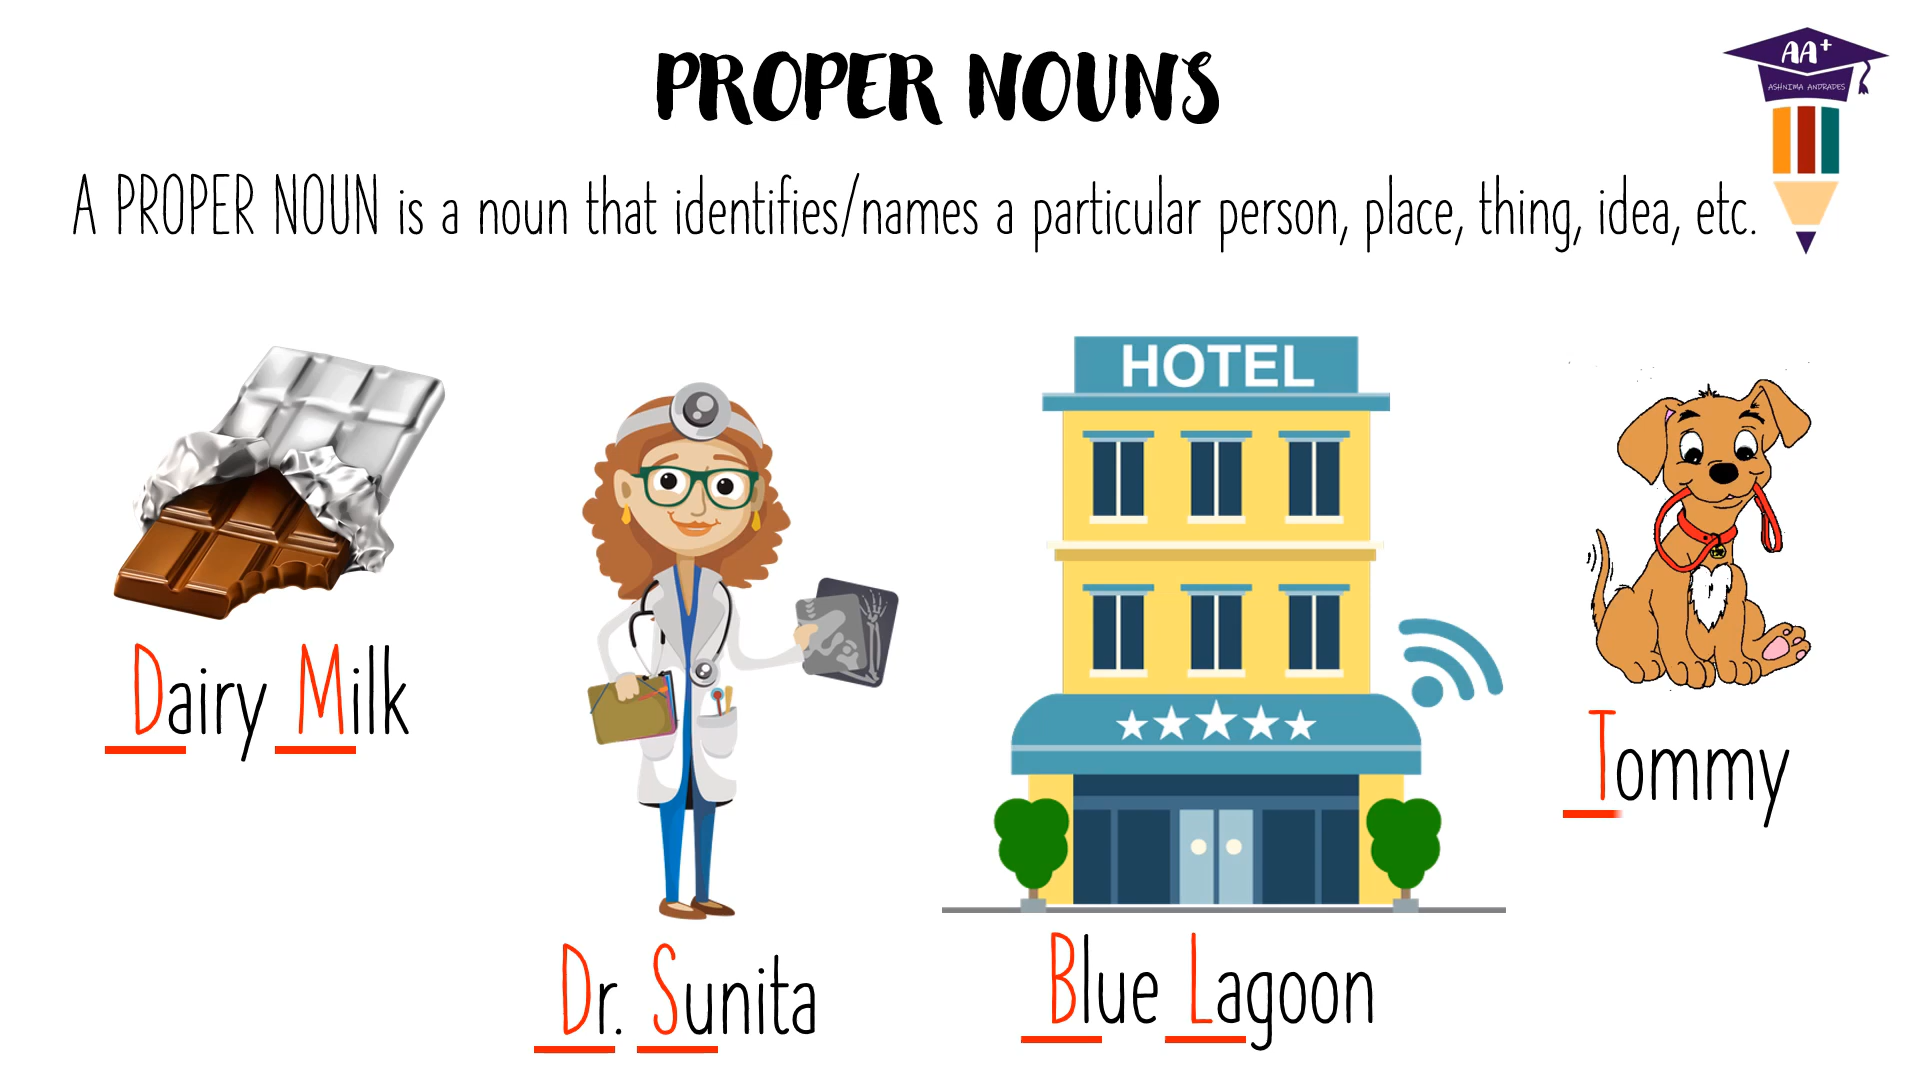 PROPER NOUNS
AA+
ASHNIMA ANDRADES
A PROPER NOUN is a noun that identifies/names a particular person, place, thing, idea, etc.
HOTEL
Dairy Milk
Tommy
Dr. Sunita
Blue Lagoon